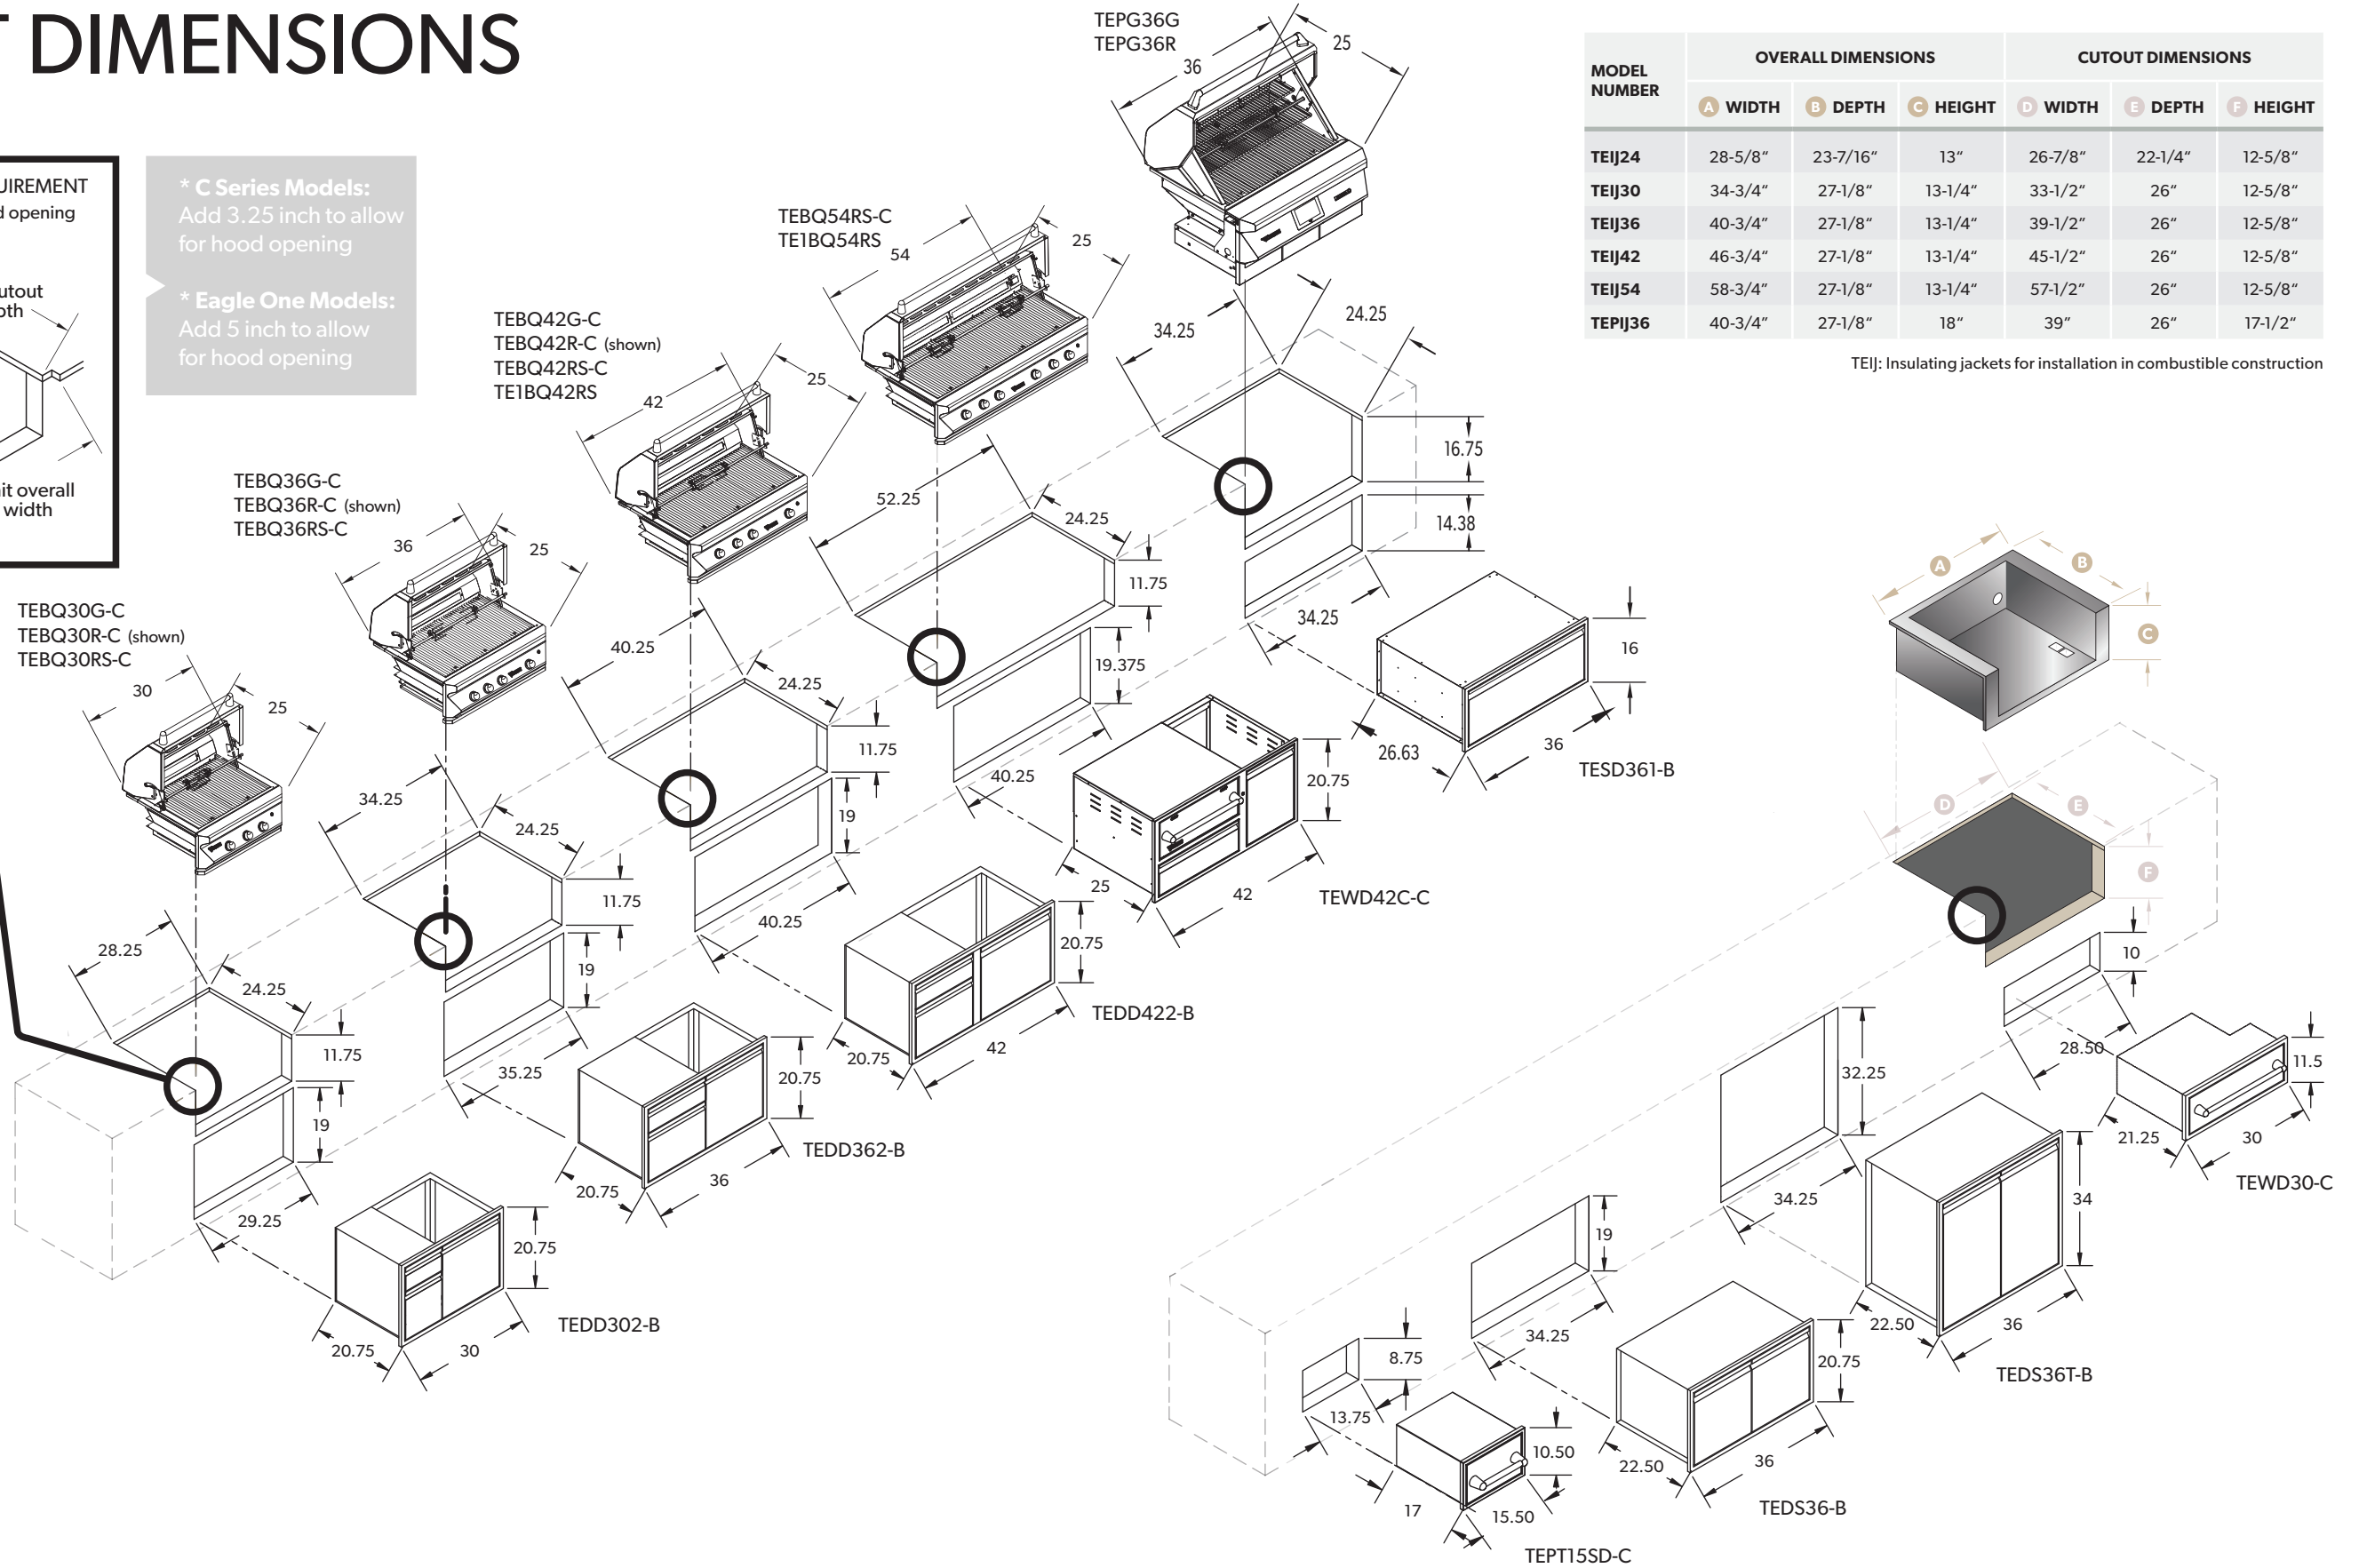 DIMENSIONS
* C Series Models:
Add 3.25 inch to allow
for hood opening
* Eagle One Models:
Add 5 inch to allow
for hood opening
opening
width
TEBQ30G-C
TEBQ30R-C (shown)
TEBQ30RS-C
30
25
28.25
24.25
11.75
19
29.25
20.75
20.75
30
TEDD302-B
TEBQ36G-C
TEBQ36R-C (shown)
TEBQ36RS-C
36
25
34.25
24.25
11.75
19
35.25
20.75
20.75
36
TEDD362-B
TEBQ42G-C
TEBQ42R-C (shown)
TEBQ42RS-C
TE1BQ42RS
42
25
40.25
24.25
11.75
19
40.25
20.75
20.75
42
TEDD422-B
TEBQ54RS-C
TE1BQ54RS
54
25
52.25
24.25
11.75
19.375
40.25
20.75
25
42
TEWD42C-C
TEPG36G
TEPG36R
36
25
34.25
24.25
16.75
14.38
34.25
16
26.63
36
TESD361-B
MODEL NUMBER OVERALL DIMENSIONS CUTOUT DIMENSIONS
A WIDTH B DEPTH C HEIGHT D WIDTH E DEPTH F HEIGHT
TEIJ24 28-5/8“ 23-7/16“ 13“ 26-7/8“ 22-1/4“ 12-5/8“
TEIJ30 34-3/4“ 27-1/8“ 13-1/4“ 33-1/2“ 26“ 12-5/8“
TEIJ36 40-3/4“ 27-1/8“ 13-1/4“ 39-1/2“ 26“ 12-5/8“
TEIJ42 46-3/4“ 27-1/8“ 13-1/4“ 45-1/2“ 26“ 12-5/8“
TEIJ54 58-3/4“ 27-1/8“ 13-1/4“ 57-1/2“ 26“ 12-5/8“
TEPIJ36 40-3/4“ 27-1/8“ 18“ 39“ 26“ 17-1/2“
TEIJ: Insulating jackets for installation in combustible construction
A
B
C
D
E
F
10
28.50
11.5
21.25
30
TEWD30-C
32.25
34.25
34
22.50
36
TEDS36T-B
19
34.25
20.75
22.50
36
TEDS36-B
8.75
13.75
10.50
17
15.50
TEPT15SD-C